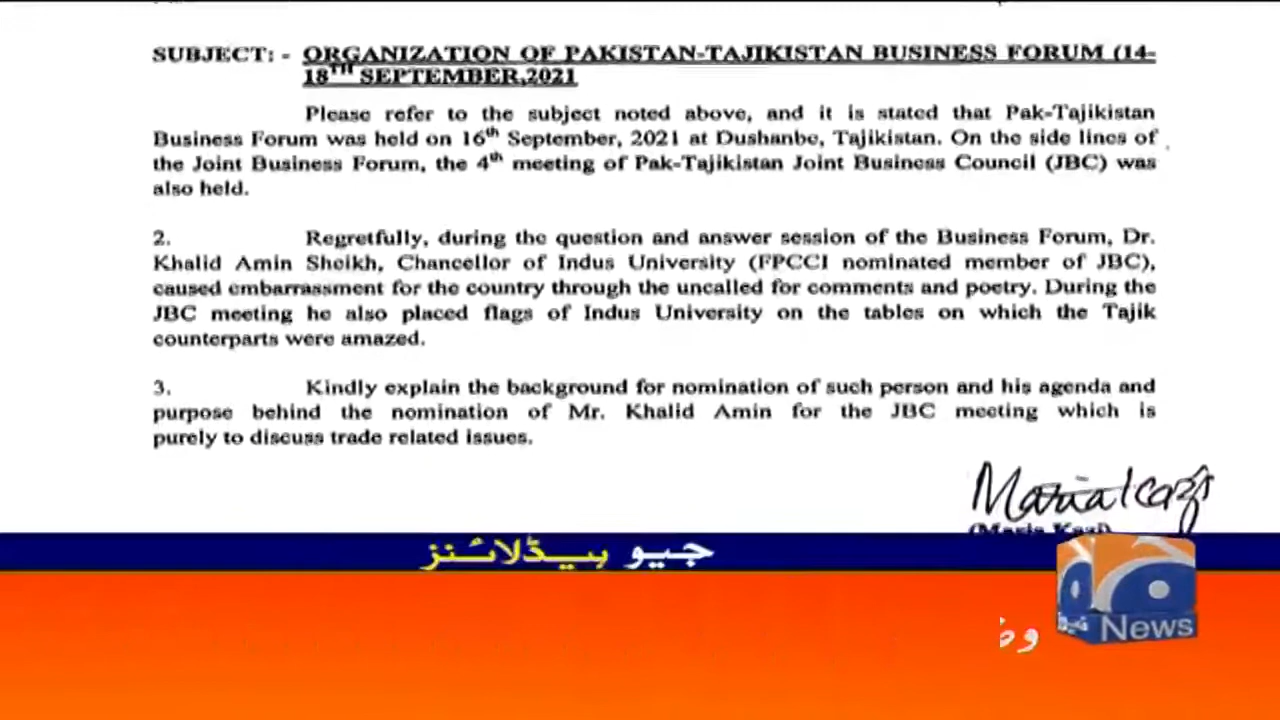 SUBJECT: - ORGANIZATION OF PAKISTAN-TAJIKISTAN BUSINESS FORUM (14-
18TH SEPTEMBER,2021
Please refer to the subject noted above, and it is stated that Pak-Tajikistan
Business Forum was held on 16th September, 2021 at Dushanbe, Tajikistan. On the side lines of
the Joint Business Forum, the 4th meeting of Pak-Tajikistan Joint Business Council (JBC) was
also held.
2. Regretfully, during the question and answer session of the Business Forum, Dr.
Khalid Amin Sheikh, Chancellor of Indus University (FPCCI nominated member of JBC),
caused embarrassment for the country through the uncalled for comments and poetry. During the
JBC meeting he also placed flags of Indus University on the tables on which the Tajik
counterparts were amazed.
3. Kindly explain the background for nomination of such person and his agenda and
purpose behind the nomination of Mr. Khalid Amin for the JBC meeting which is
purely to discuss trade related issues.
Maria Kazi
(Maria Kazi)
جیو ہیڈلائنز
جیو News